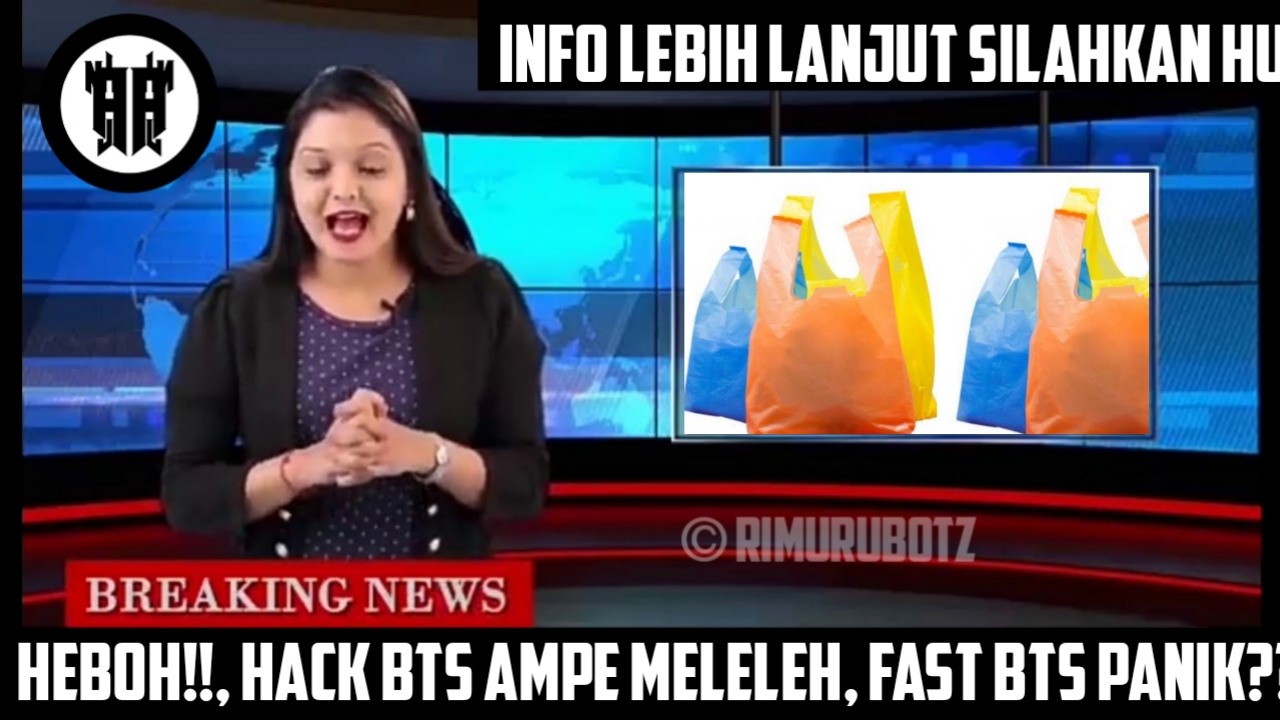 INFO LEBIH LANJUT SILAHKAN HU
© RIMURUBOTZ
BREAKING NEWS
HEBOH!!, HACK BTS AMPE MELELEH, FAST BTS PANIK??